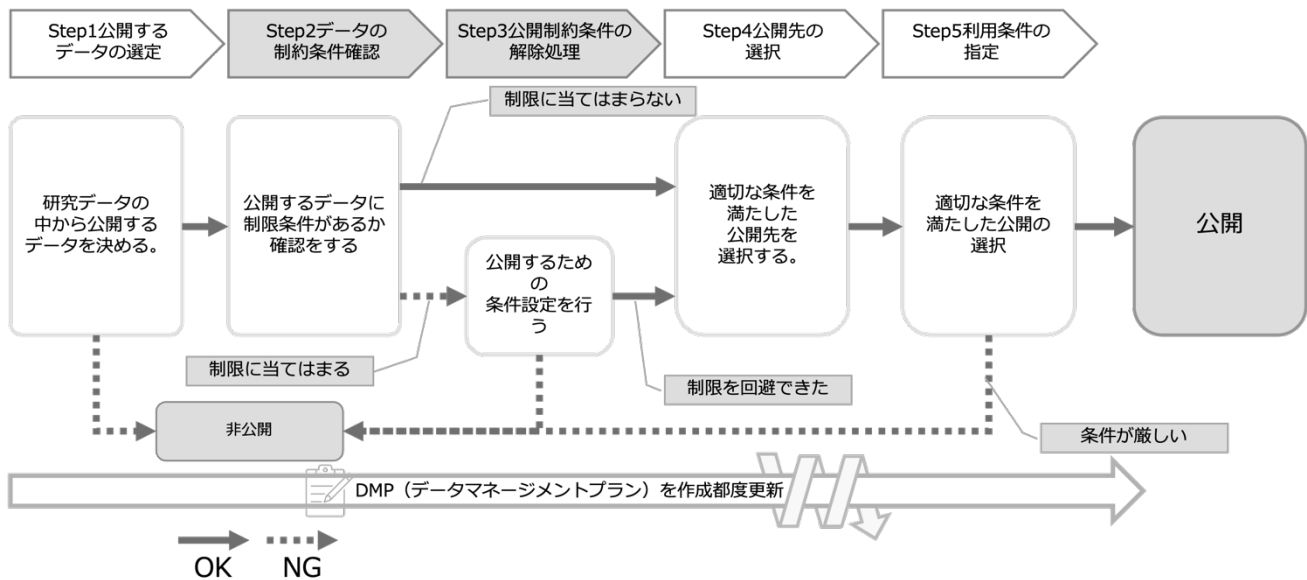 Step1公開する
データの選定
Step2データの
制約条件確認
Step3公開制約条件の
解除処理
Step4公開先の
選択
Step5利用条件の
指定
制限に当てはまらない
研究データの
中から公開する
データを決める。
公開するデータに
制限条件があるか
確認をする
公開するため
の
条件設定を行
う
適切な条件を
満たした
公開先を
選択する。
適切な条件を
満たした公開の
選択
公開
制限に当てはまる
制限を回避できた
非公開
条件が厳しい
DMP（データマネージメントプラン）を作成都度更新
OK
NG